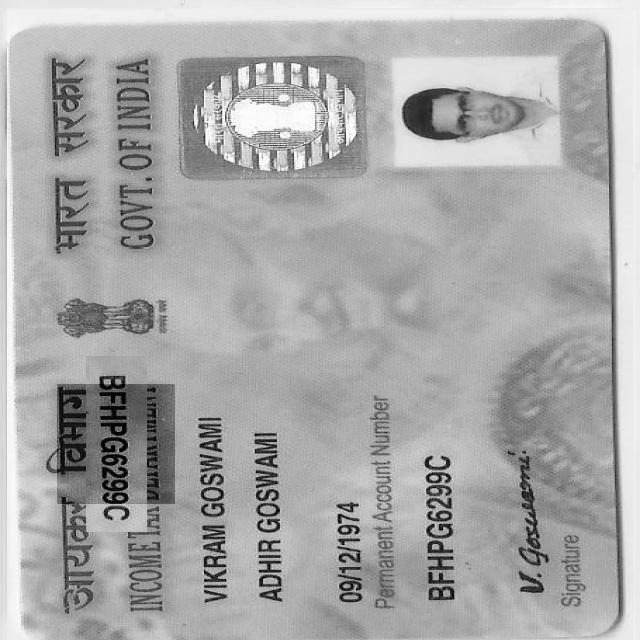 आयकर विभाग
BFHPG6299C
INCOME TAX DEPARTMENT
भारत सरकार
GOVT. OF INDIA
VIKRAM GOSWAMI
ADHIR GOSWAMI
09/12/1974
Permanent Account Number
BFHPG6299C
V. Goswami.
Signature